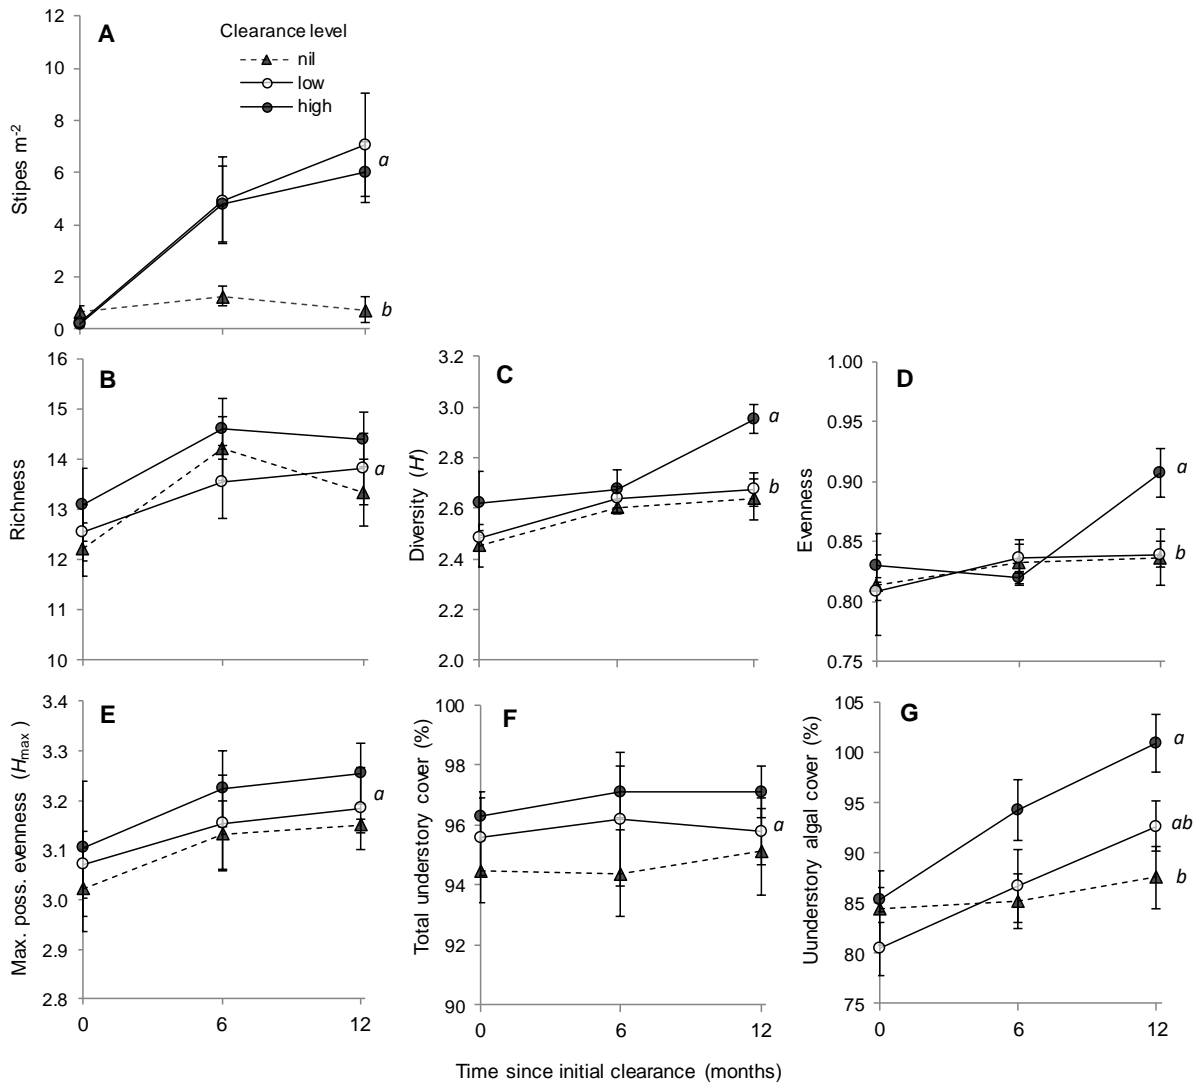 A
Clearance level
nil
low
high
12
10
8
6
4
2
0
Stipes m-2
a
b
B
16
15
14
13
12
11
10
Richness
a
C
3.2
3.0
2.8
2.6
2.4
2.2
2.0
Diversity (H')
a
b
D
1.00
0.95
0.90
0.85
0.80
0.75
Evenness
a
b
E
3.4
3.3
3.2
3.1
3.0
2.9
2.8
Max. poss. evenness (Hmax )
a
0
6
12
F
100
98
96
94
92
90
Total understory cover (%)
a
0
6
12
G
105
100
95
90
85
80
75
Uunderstory algal cover (%)
a
ab
b
0
6
12
Time since initial clearance (months)